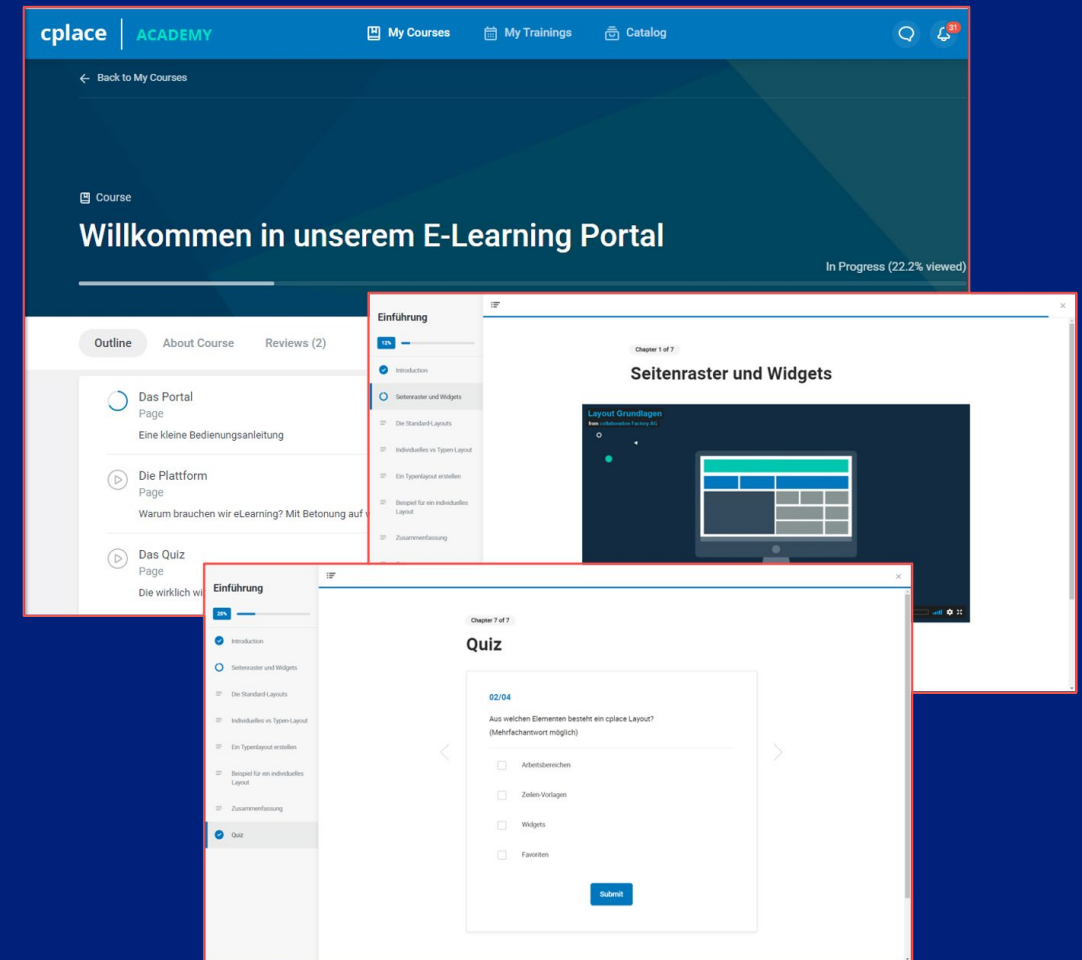 cplace ACADEMY
My Courses
My Trainings
Catalog
31
Back to My Courses
Course
Willkommen in unserem E-Learning Portal
In Progress (22.2% viewed)
Outline
About Course
Reviews (2)
Das Portal
Page
Eine kleine Bedienungsanleitung
Die Plattform
Page
Warum brauchen wir eLearning? Mit Betonung auf
Das Quiz
Page
Die wirklich
Einführung
12%
Introduction
Seitenraster und Widgets
Die Standard-Layouts
Individuelles vs Typen-Layout
Ein Typenlayout erstellen
Beispiel für ein individuelles
Layout
Zusammenfassung
Chapter 1 of 7
Seitenraster und Widgets
Layout Grundlagen
from collaboration Factory AG
Einführung
28%
Introduction
Seitenraster und Widgets
Die Standard-Layouts
Individuelles vs Typen-Layout
Ein Typenlayout erstellen
Beispiel für ein individuelles
Layout
Zusammenfassung
Quiz
Chapter 7 of 7
Quiz
02/04
Aus welchen Elementen besteht ein cplace Layout?
(Mehrfachantwort möglich)
Arbeitsbereichen
Zeilen-Vorlagen
Widgets
Favoriten
Submit